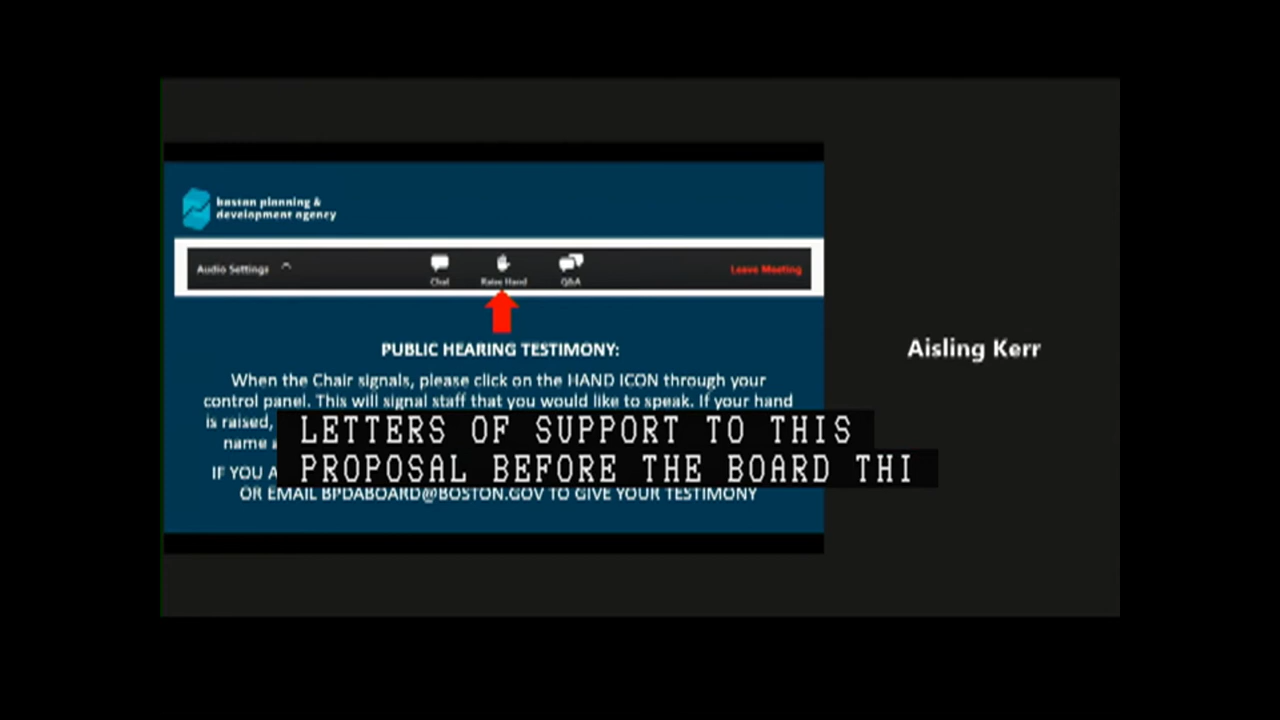 boston planning &
development agency
Audio Settings
Chat
Raise Hand
Q&A
Leave Meeting
PUBLIC HEARING TESTIMONY:
When the Chair signals, please click on the HAND ICON through your
control panel. This will signal staff that you would like to speak. If your hand
is raised,
name
IF YOU A
OR EMAIL BPDABOARD@BOSTON.GOV TO GIVE YOUR TESTIMONY
LETTERS OF SUPPORT TO THIS
PROPOSAL BEFORE THE BOARD THI
Aisling Kerr